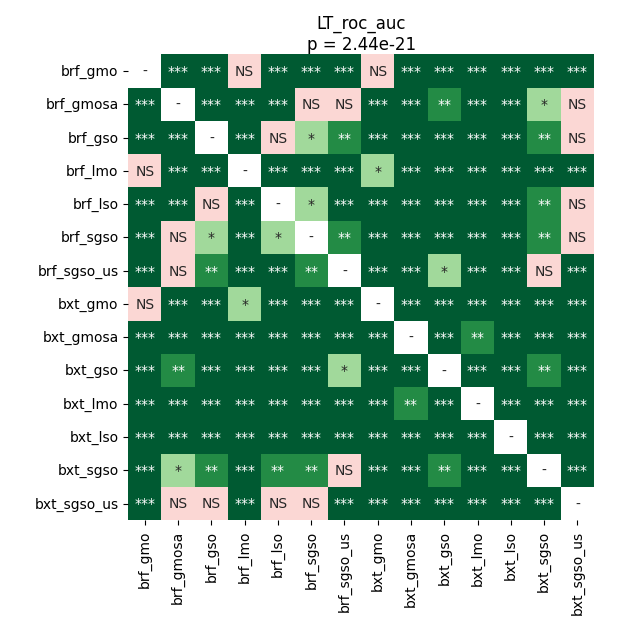 LT_roc_auc
p = 2.44e-21
brf_gmo - *** *** NS *** *** *** NS *** *** *** *** *** ***
brf_gmosa *** - *** *** *** NS NS *** *** ** *** *** * NS
brf_gso *** *** - *** NS * ** *** *** *** *** *** ** NS
brf_lmo NS *** *** - *** *** *** * *** *** *** *** *** ***
brf_lso *** *** NS *** - * *** *** *** *** *** *** ** NS
brf_sgso *** NS * *** * - ** *** *** *** *** *** ** NS
brf_sgso_us *** NS ** *** *** ** - *** *** * *** *** NS ***
bxt_gmo NS *** *** * *** *** *** - *** *** *** *** *** ***
bxt_gmosa *** *** *** *** *** *** *** *** - *** ** *** *** ***
bxt_gso *** ** *** *** *** *** * *** *** - *** *** ** ***
bxt_lmo *** *** *** *** *** *** *** *** ** *** - *** *** ***
bxt_lso *** *** *** *** *** *** *** *** *** *** *** - *** ***
bxt_sgso *** * ** *** ** ** NS *** *** ** *** *** - ***
bxt_sgso_us *** NS NS *** NS NS *** *** *** *** *** *** *** -
brf_gmo
brf_gmosa
brf_gso
brf_lmo
brf_lso
brf_sgso
brf_sgso_us
bxt_gmo
bxt_gmosa
bxt_gso
bxt_lmo
bxt_lso
bxt_sgso
bxt_sgso_us